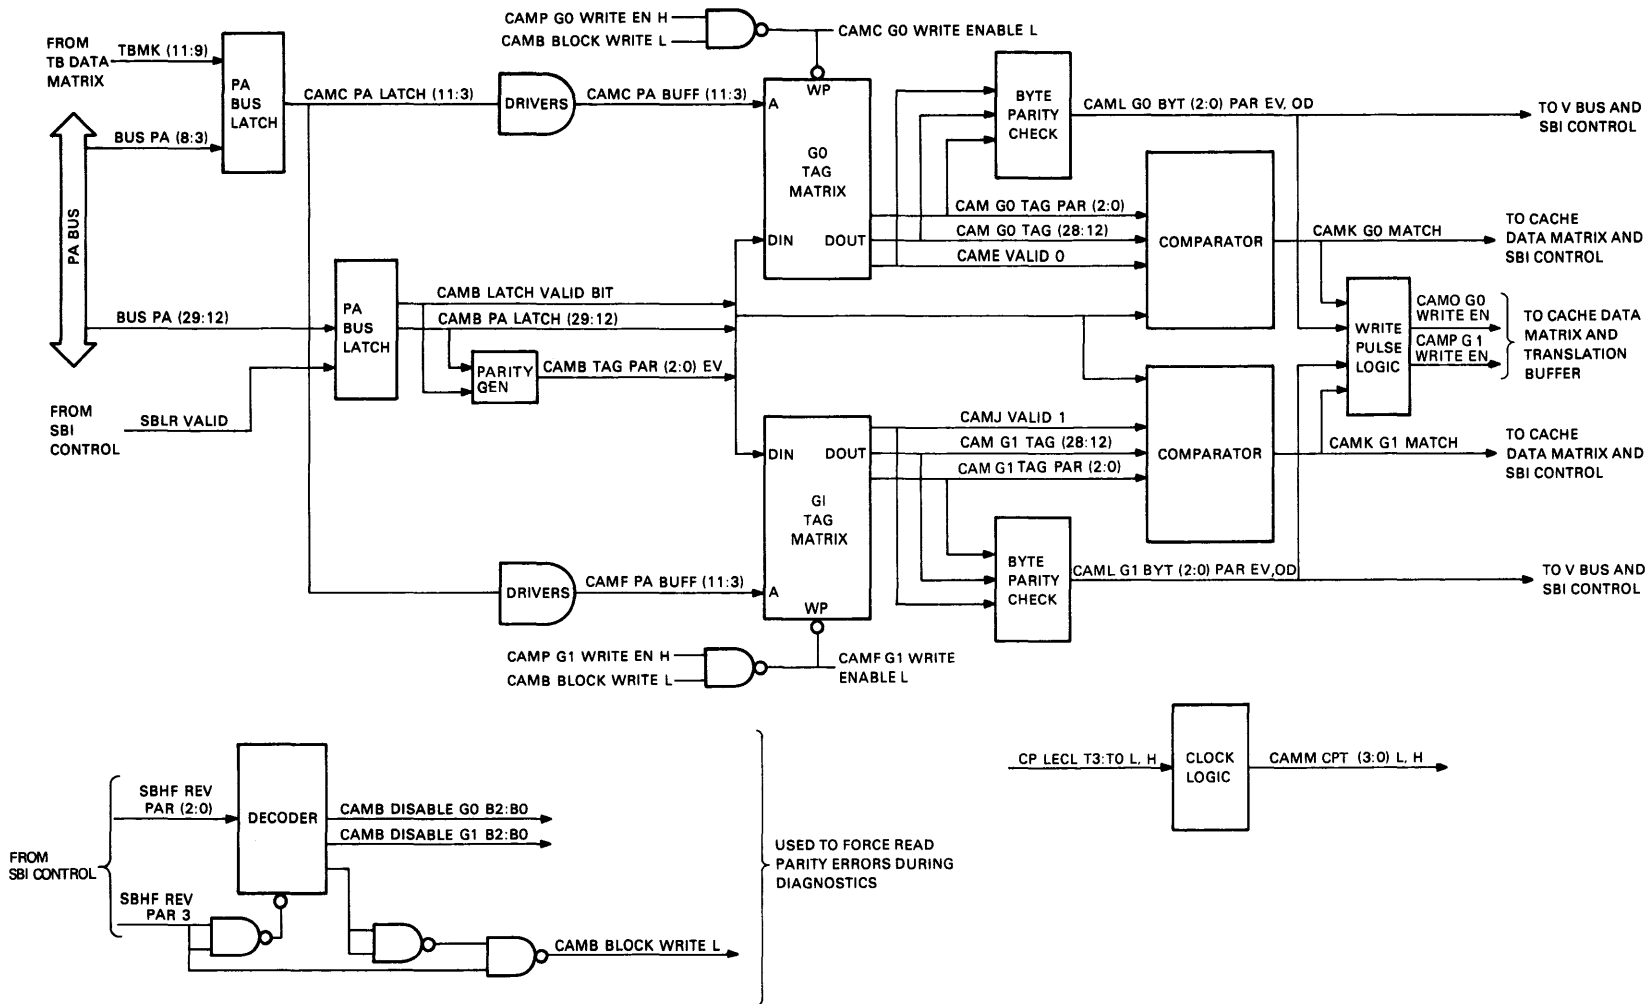 CAMP G0 WRITE EN H
CAMB BLOCK WRITE L
CAMC G0 WRITE ENABLE L
FROM
TB DATA
MATRIX
TBMK (11:9)
PA
BUS
LATCH
CAMC PA LATCH (11:3)
DRIVERS
CAMC PA BUFF (11:3)
BUS PA (8:3)
PA BUS
WP
A
G0
TAG
MATRIX
DIN
DOUT
BYTE
PARITY
CHECK
CAML G0 BYT (2:0) PAR EV, OD
TO V BUS AND
SBI CONTROL
CAM G0 TAG PAR (2:0)
CAM G0 TAG (28:12)
CAME VALID 0
COMPARATOR
CAMK G0 MATCH
TO CACHE
DATA MATRIX AND
SBI CONTROL
BUS PA (29:12)
PA
BUS
LATCH
CAMB LATCH VALID BIT
CAMB PA LATCH (29:12)
PARITY
GEN
CAMB TAG PAR (2:0) EV
WRITE
PULSE
LOGIC
CAMO G0
WRITE EN
CAMP G1
WRITE EN
TO CACHE DATA
MATRIX AND
TRANSLATION
BUFFER
FROM
SBI
CONTROL
SBLR VALID
DIN
DOUT
GI
TAG
MATRIX
A
WP
CAMJ VALID 1
CAM G1 TAG (28:12)
CAM G1 TAG PAR (2:0)
COMPARATOR
CAMK G1 MATCH
TO CACHE
DATA MATRIX AND
SBI CONTROL
DRIVERS
CAMF PA BUFF (11:3)
BYTE
PARITY
CHECK
CAML G1 BYT (2:0) PAR EV,OD
TO V BUS AND
SBI CONTROL
CAMP G1 WRITE EN H
CAMB BLOCK WRITE L
CAMF G1 WRITE
ENABLE L
FROM
SBI CONTROL
SBHF REV
PAR (2:0)
DECODER
CAMB DISABLE G0 B2:B0
CAMB DISABLE G1 B2:B0
SBHF REV
PAR 3
CAMB BLOCK WRITE L
USED TO FORCE READ
PARITY ERRORS DURING
DIAGNOSTICS
CP LECL T3:T0 L, H
CLOCK
LOGIC
CAMM CPT (3:0) L, H